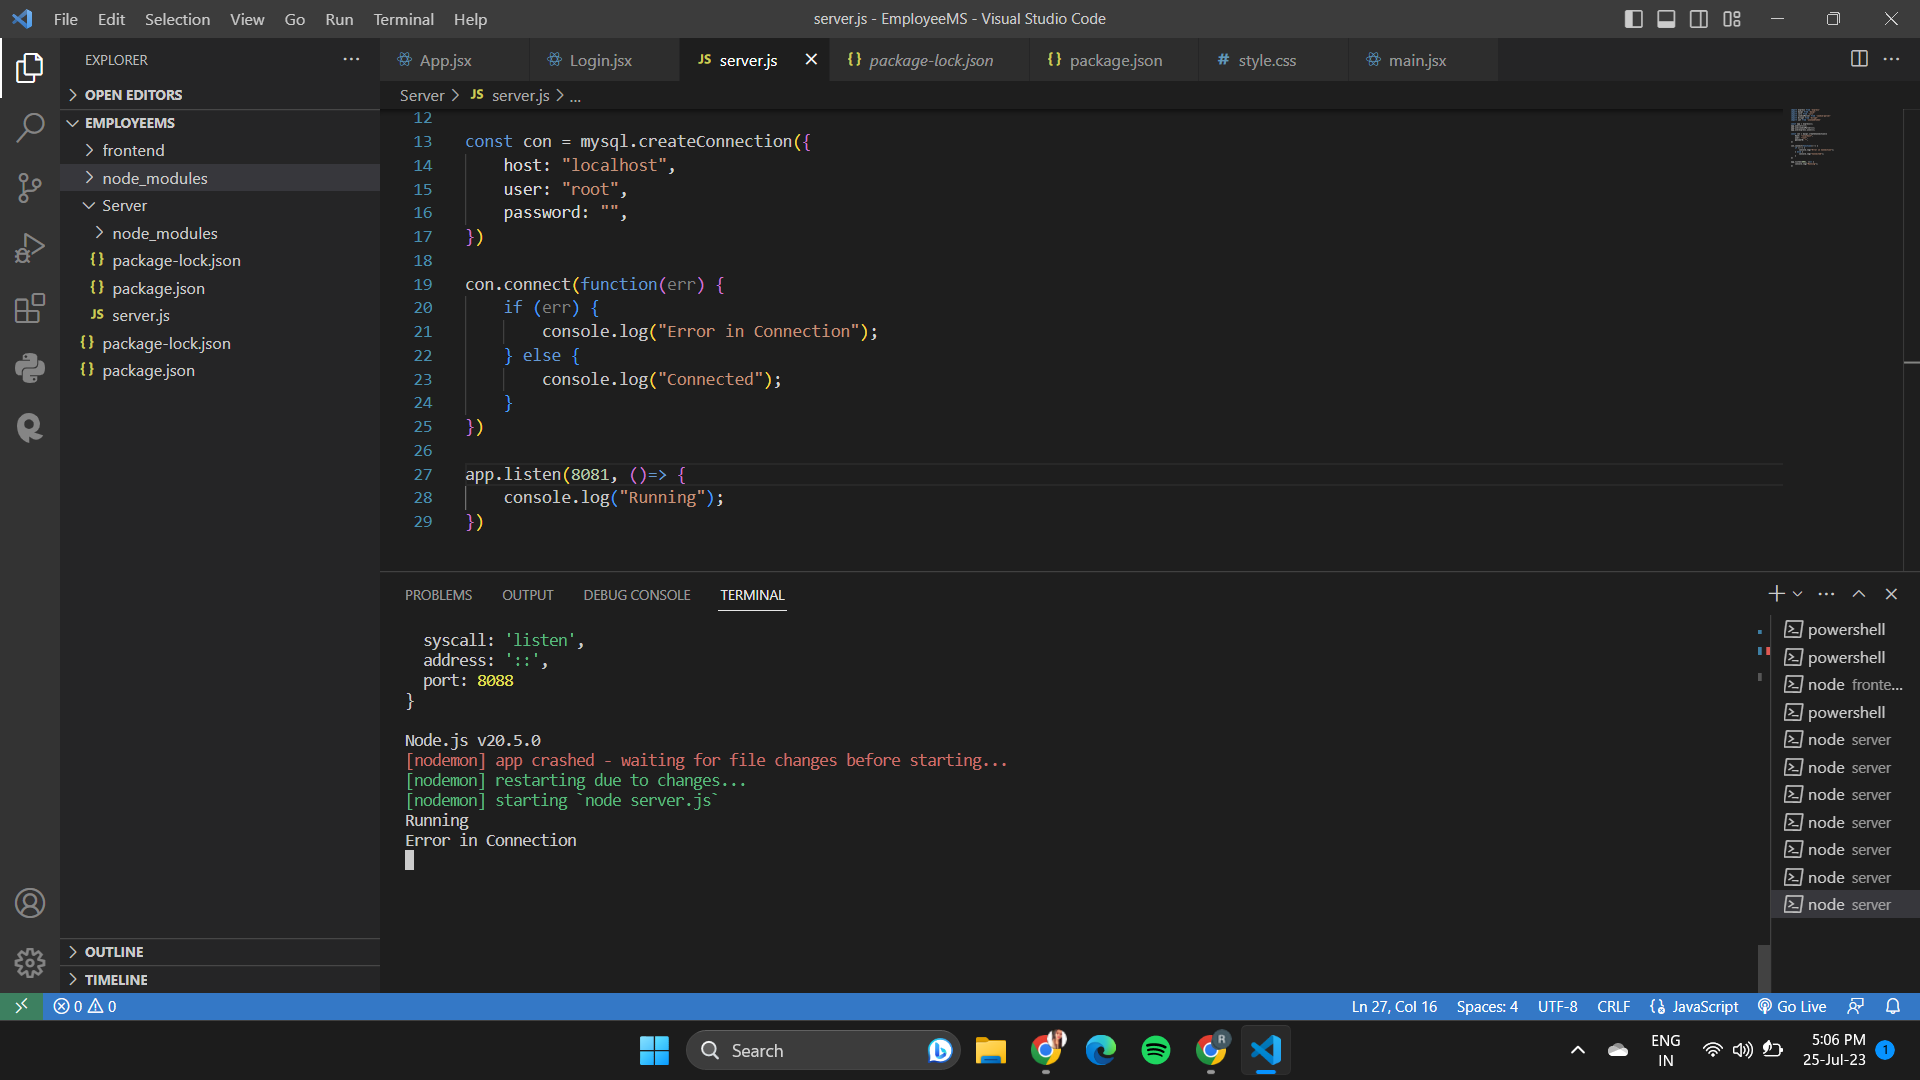 File Edit Selection View Go Run Terminal Help
server.js - EmployeeMS - Visual Studio Code
EXPLORER
OPEN EDITORS
EMPLOYEEMS
frontend
node_modules
Server
node_modules
package-lock.json
package.json
JS server.js
package-lock.json
package.json
OUTLINE
TIMELINE
App.jsx Login.jsx JS server.js {} package-lock.json {} package.json # style.css main.jsx
Server > JS server.js > ...
12
13 const con = mysql.createConnection({
14 host: "localhost",
15 user: "root",
16 password: "",
17 })
18
19 con.connect(function(err) {
20 if (err) {
21 console.log("Error in Connection");
22 } else {
23 console.log("Connected");
24 }
25 })
26
27 app.listen(8081, ()=> {
28 console.log("Running");
29 })
PROBLEMS OUTPUT DEBUG CONSOLE TERMINAL
syscall: 'listen',
address: '::',
port: 8088
}
Node.js v20.5.0
[nodemon] app crashed - waiting for file changes before starting...
[nodemon] restarting due to changes...
[nodemon] starting `node server.js`
Running
Error in Connection
powershell
powershell
node fronte...
powershell
node server
node server
node server
node server
node server
node server
node server
0 0
Ln 27, Col 16 Spaces: 4 UTF-8 CRLF {} JavaScript Go Live
Search
R
ENG
IN
5:06 PM
25-Jul-23
1